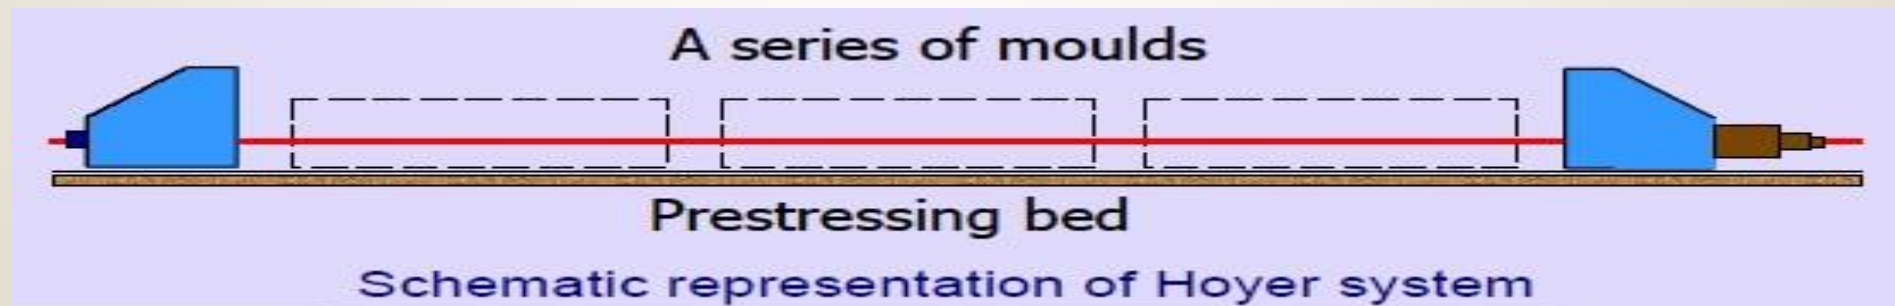 A series of moulds
Prestressing bed
Schematic representation of Hoyer system